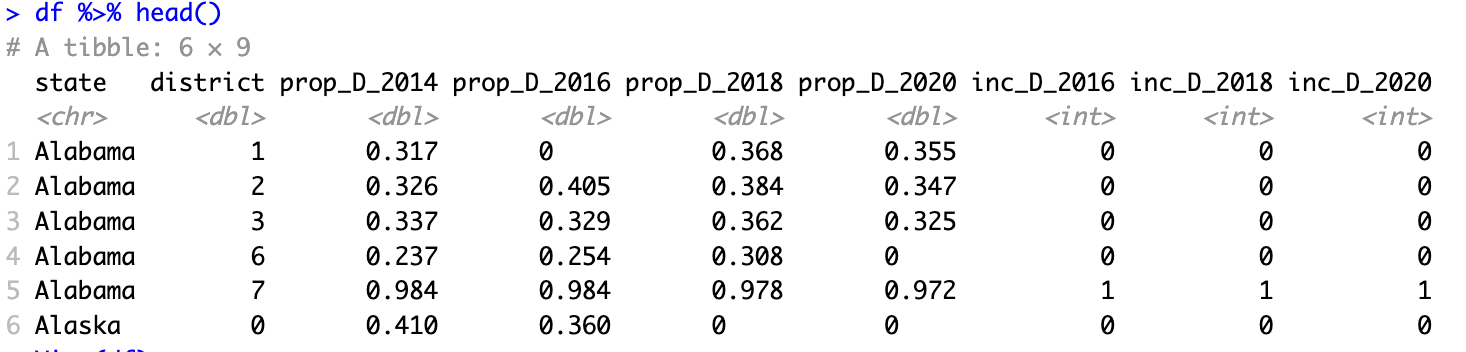 > df %>% head()
# A tibble: 6 × 9
state district prop_D_2014 prop_D_2016 prop_D_2018 prop_D_2020 inc_D_2016 inc_D_2018 inc_D_2020
<chr> <dbl> <dbl> <dbl> <dbl> <dbl> <int> <int> <int>
1 Alabama 1 0.317 0 0.368 0.355 0 0 0
2 Alabama 2 0.326 0.405 0.384 0.347 0 0 0
3 Alabama 3 0.337 0.329 0.362 0.325 0 0 0
4 Alabama 6 0.237 0.254 0.308 0 0 0 0
5 Alabama 7 0.984 0.984 0.978 0.972 1 1 1
6 Alaska 0 0.410 0.360 0 0 0 0 0